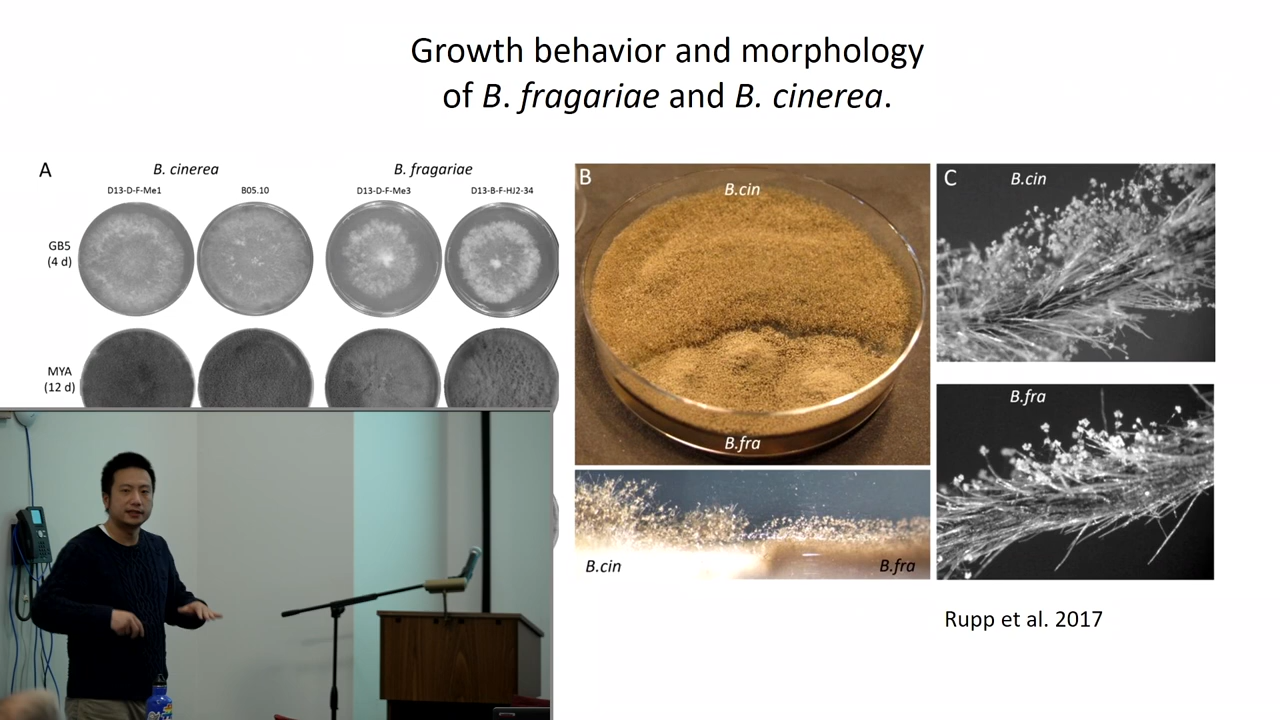 Growth behavior and morphology
of B. fragariae and B. cinerea.
A
B. cinerea
B. fragariae
D13-D-F-Me1
B05.10
D13-D-F-Me3
D13-B-F-HJ2-34
GB5
(4 d)
MYA
(12 d)
B
B.cin
B.fra
B.cin
B.fra
C
B.cin
B.fra
Rupp et al. 2017